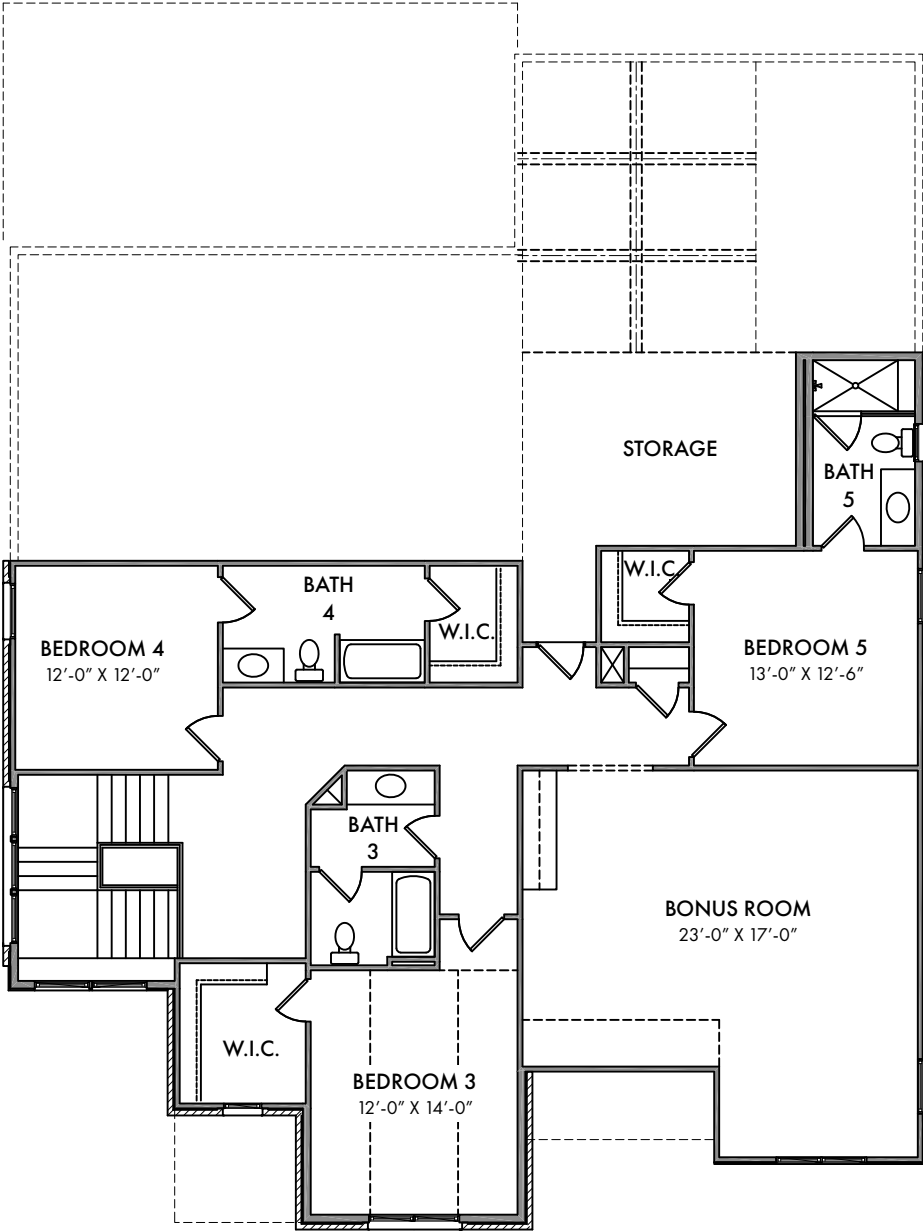 STORAGE
BATH
5
W.I.C.
BATH
4
W.I.C.
BEDROOM 4
12’-0” X 12’-0”
BEDROOM 5
13’-0” X 12’-6”
BATH
3
BONUS ROOM
23’-0” X 17’-0”
W.I.C.
BEDROOM 3
12’-0” X 14’-0”